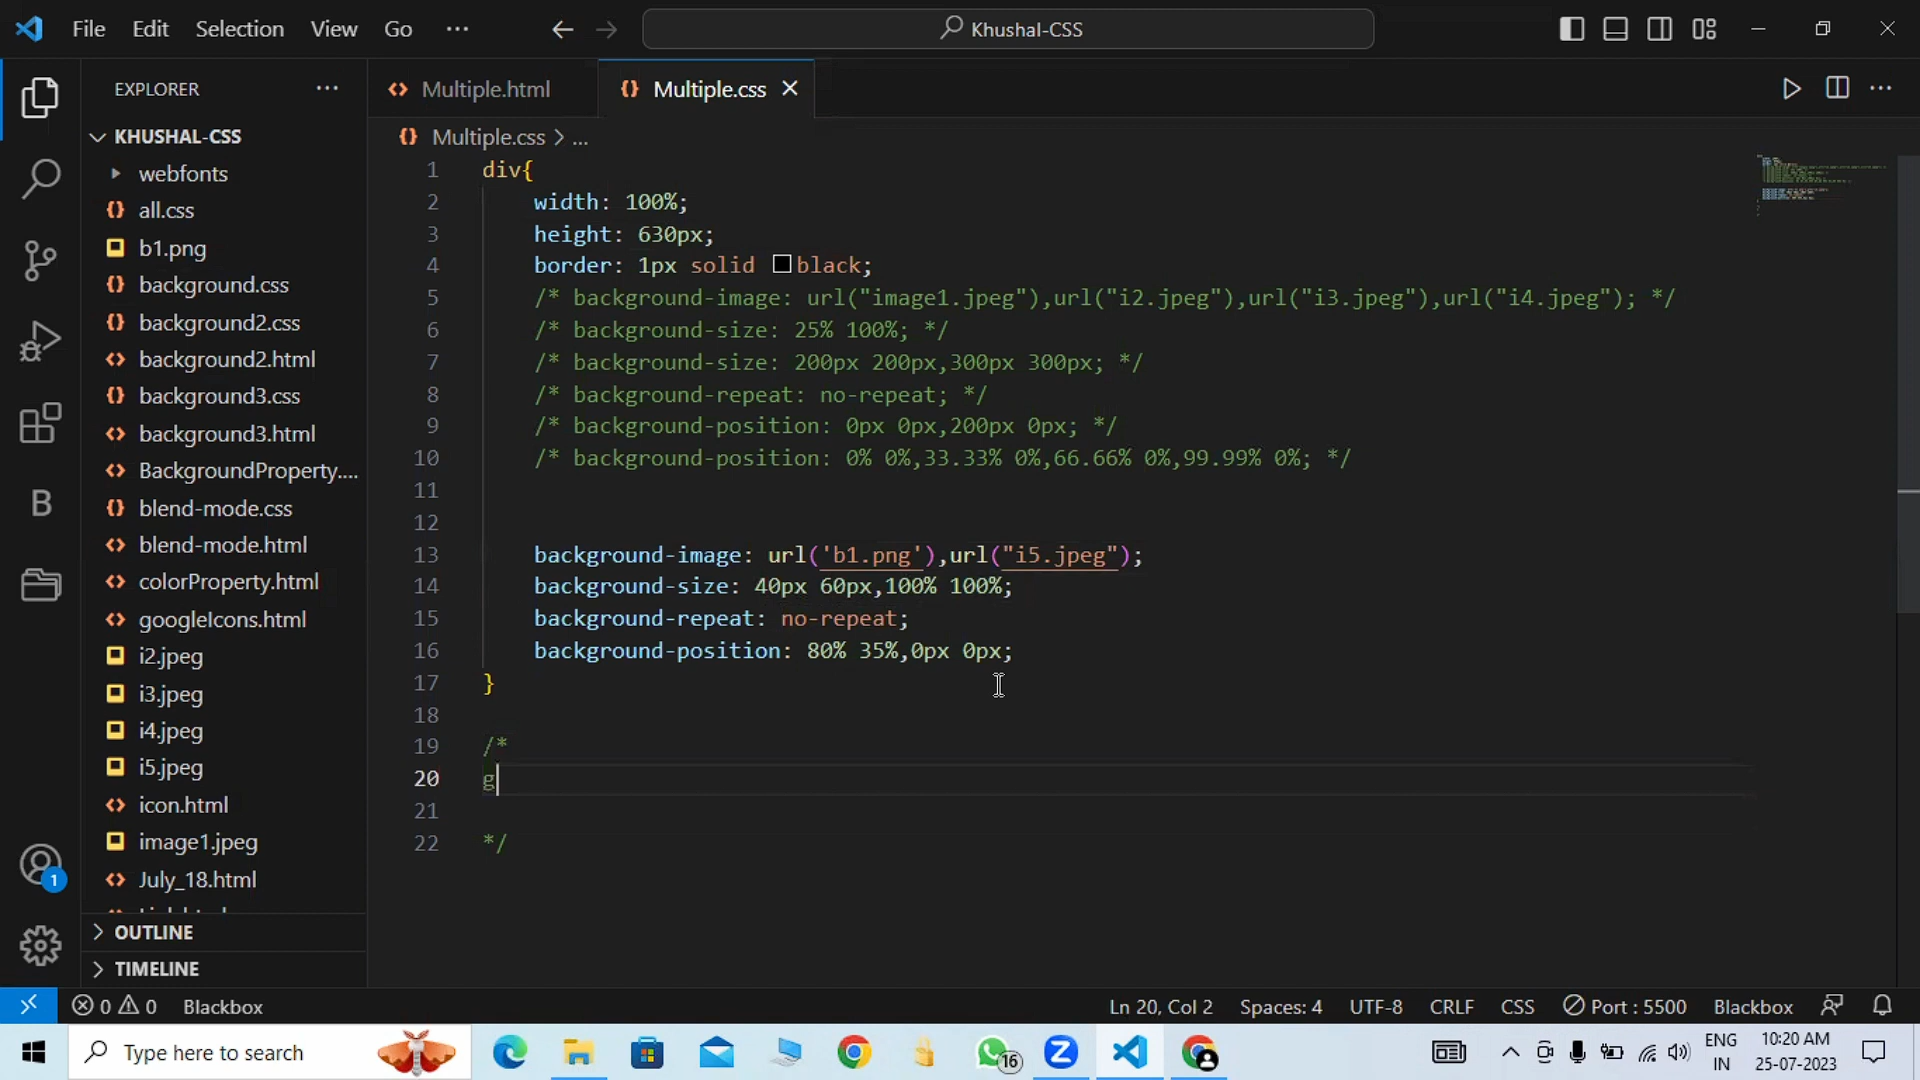 File Edit Selection View Go ···
Khushal-CSS
EXPLORER ···
KHUSHAL-CSS
webfonts
all.css
b1.png
background.css
background2.css
background2.html
background3.css
background3.html
BackgroundProperty....
blend-mode.css
blend-mode.html
colorProperty.html
googleIcons.html
i2.jpeg
i3.jpeg
i4.jpeg
i5.jpeg
icon.html
image1.jpeg
July_18.html
OUTLINE
TIMELINE
Multiple.html
{} Multiple.css
{} Multiple.css > ...
1 div{
2 width: 100%;
3 height: 630px;
4 border: 1px solid black;
5 /* background-image: url("image1.jpeg"),url("i2.jpeg"),url("i3.jpeg"),url("i4.jpeg"); */
6 /* background-size: 25% 100%; */
7 /* background-size: 200px 200px,300px 300px; */
8 /* background-repeat: no-repeat; */
9 /* background-position: 0px 0px,200px 0px; */
10 /* background-position: 0% 0%,33.33% 0%,66.66% 0%,99.99% 0%; */
11
12
13 background-image: url('b1.png'),url("i5.jpeg");
14 background-size: 40px 60px,100% 100%;
15 background-repeat: no-repeat;
16 background-position: 80% 35%,0px 0px;
17 }
18
19 /*
20 g
21
22 */
1
0 0 Blackbox
Ln 20, Col 2 Spaces: 4 UTF-8 CRLF CSS Port : 5500 Blackbox
Type here to search
16
ENG
IN
10:20 AM
25-07-2023